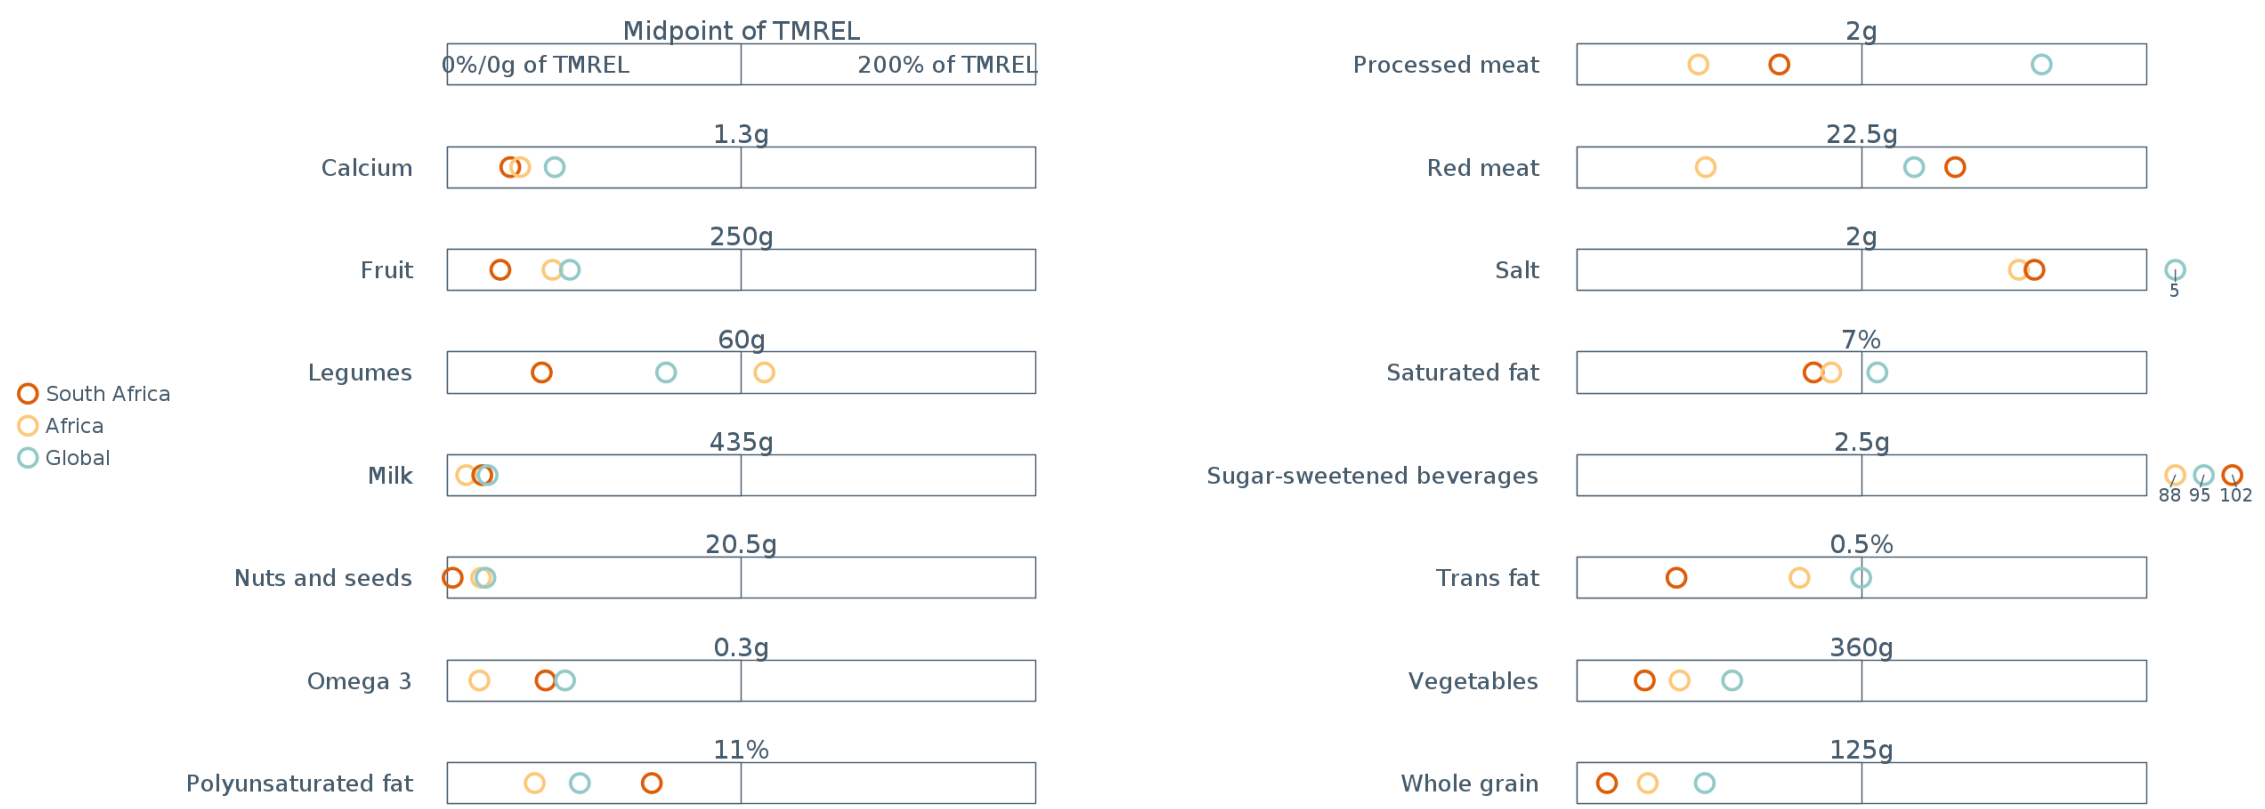 Midpoint of TMREL
0%/0g of TMREL
200% of TMREL
1.3g
Calcium
250g
Fruit
60g
Legumes
South Africa
Africa
Global
435g
Milk
20.5g
Nuts and seeds
0.3g
Omega 3
11%
Polyunsaturated fat
2g
Processed meat
22.5g
Red meat
2g
Salt
5
7%
Saturated fat
2.5g
Sugar-sweetened beverages
88 95 102
0.5%
Trans fat
360g
Vegetables
125g
Whole grain